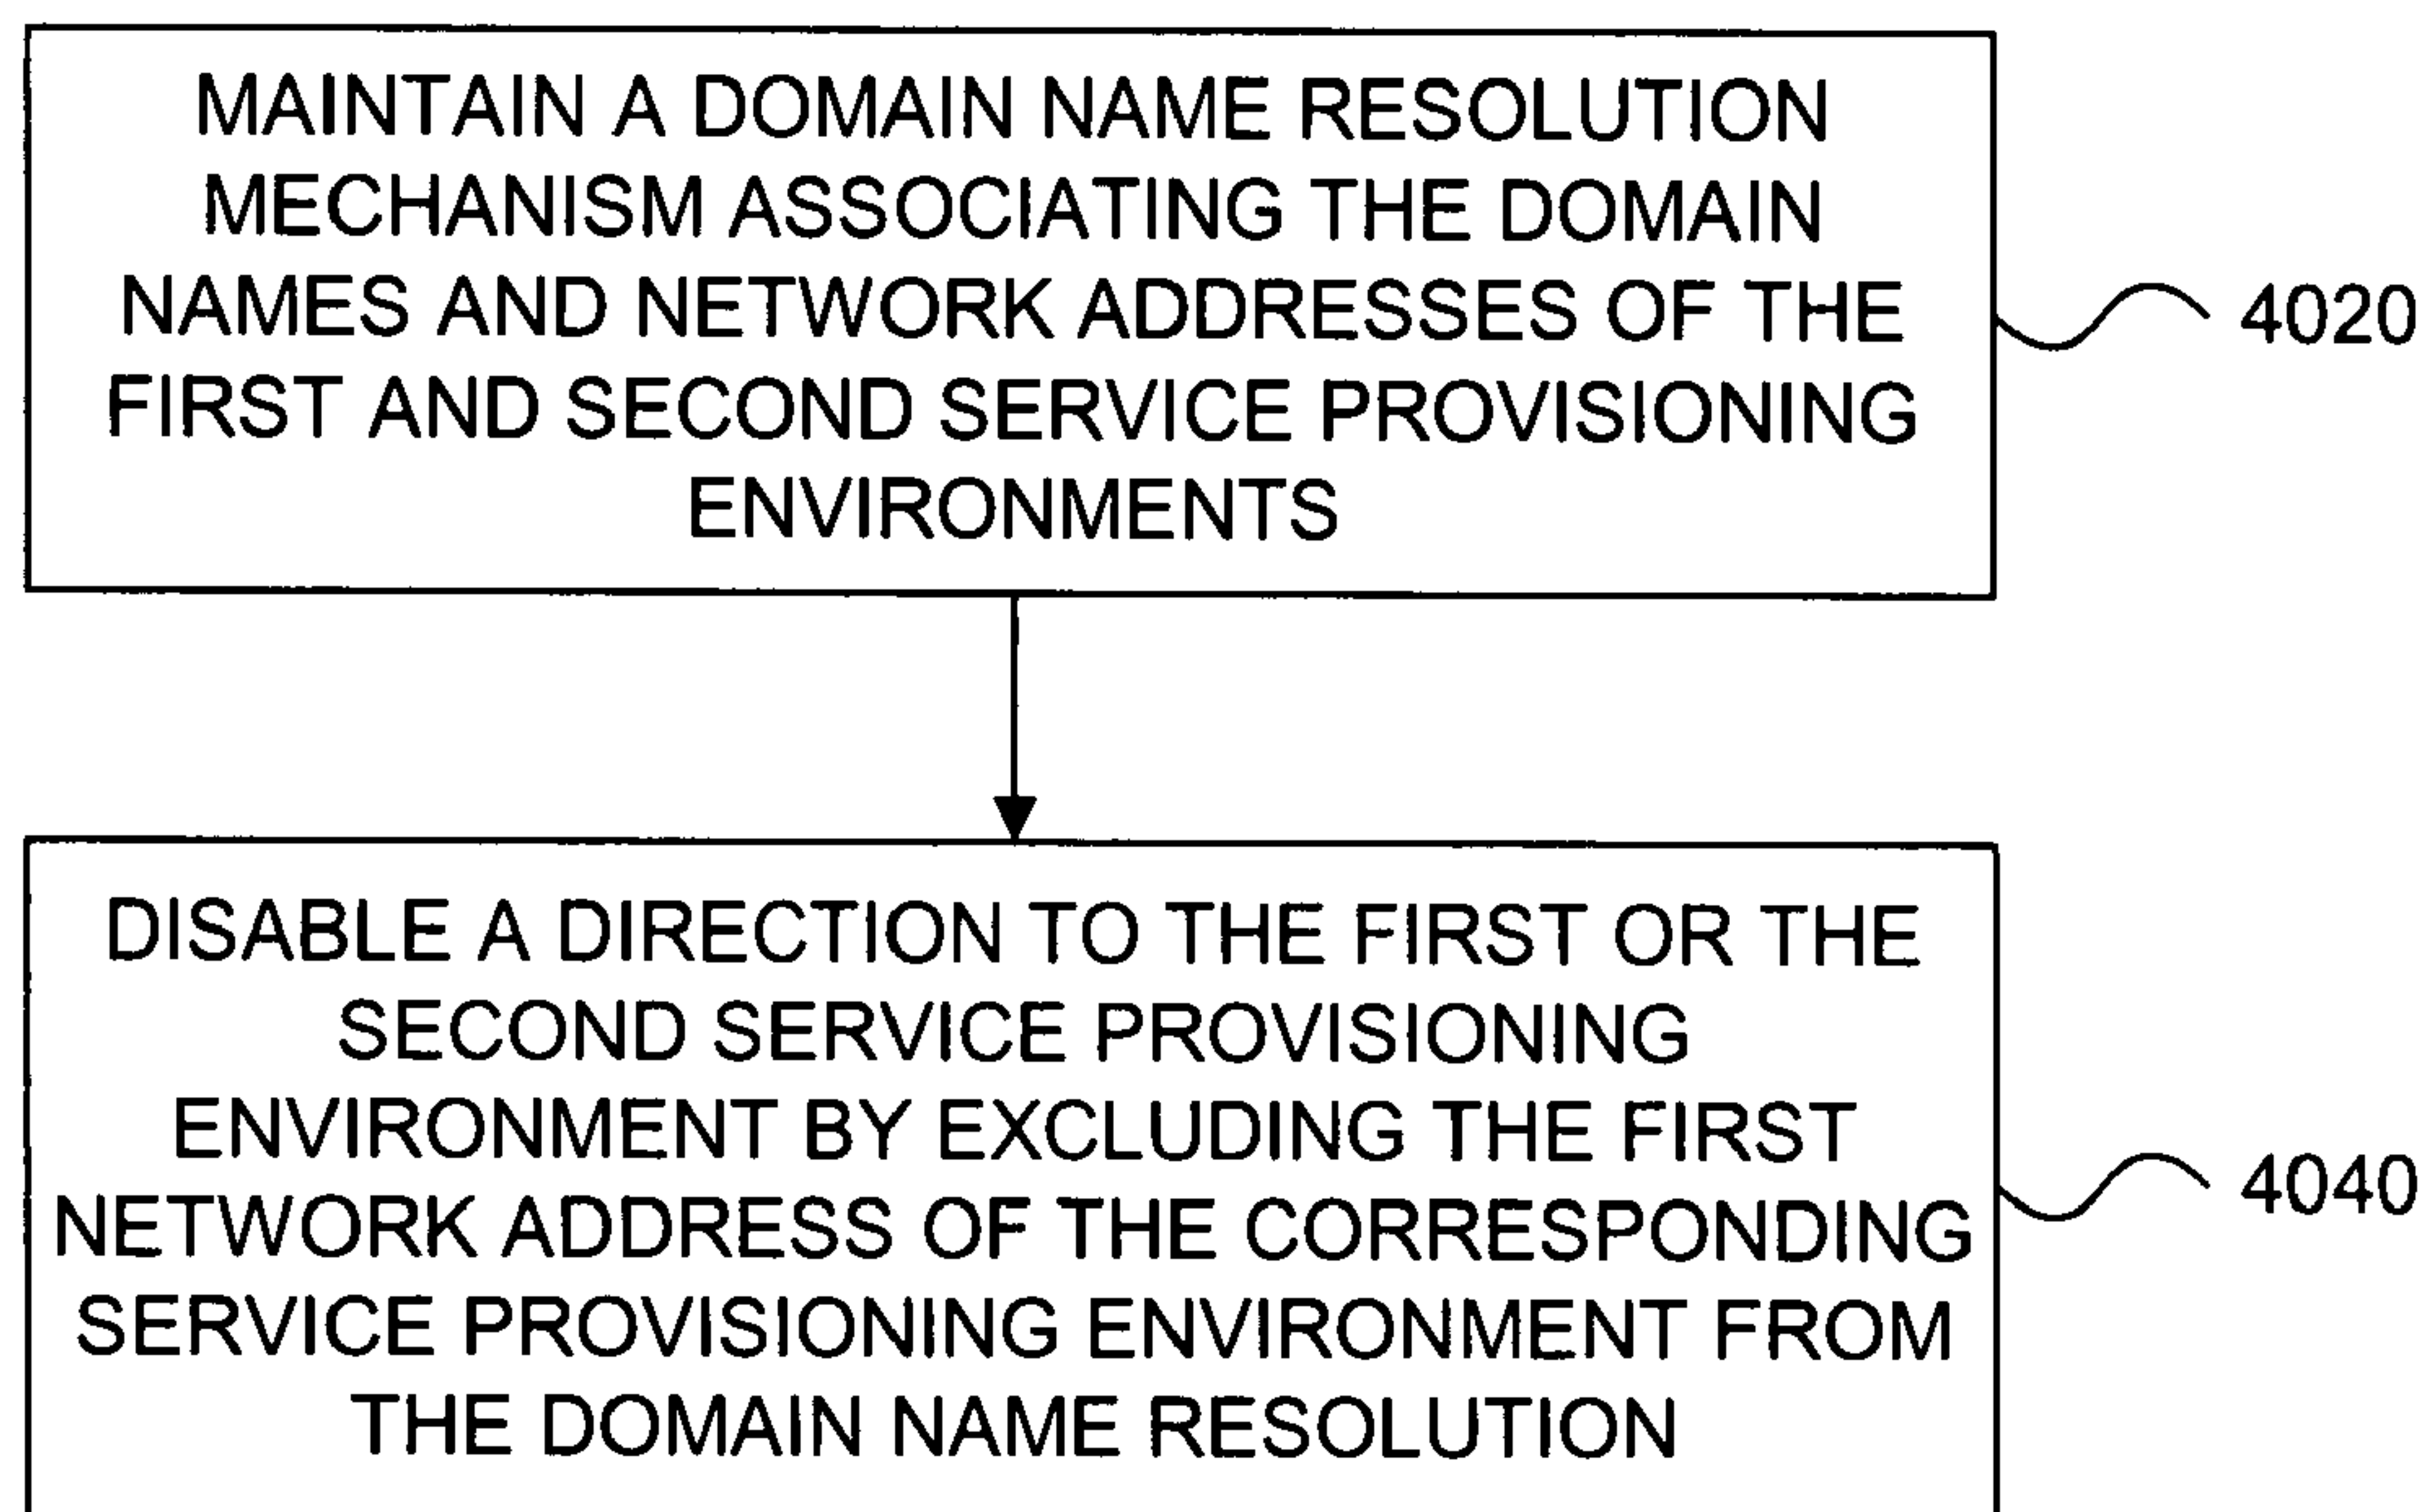 MAINTAIN A DOMAIN NAME RESOLUTION
MECHANISM ASSOCIATING THE DOMAIN
NAMES AND NETWORK ADDRESSES OF THE
FIRST AND SECOND SERVICE PROVISIONING
ENVIRONMENTS
4020
DISABLE A DIRECTION TO THE FIRST OR THE
SECOND SERVICE PROVISIONING
ENVIRONMENT BY EXCLUDING THE FIRST
NETWORK ADDRESS OF THE CORRESPONDING
SERVICE PROVISIONING ENVIRONMENT FROM
THE DOMAIN NAME RESOLUTION
4040